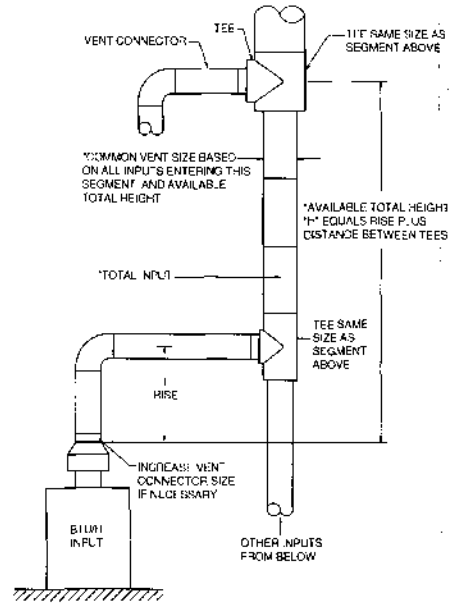 TEE
VENT CONNECTOR
TEE SAME SIZE AS
SEGMENT ABOVE
*COMMON VENT SIZE BASED
ON ALL INPUTS ENTERING THIS
SEGMENT AND AVAILABLE
TOTAL HEIGHT
*AVAILABLE TOTAL HEIGHT
"H" EQUALS RISE PLUS
DISTANCE BETWEEN TEES
*TOTAL INPUT
TEE SAME
SIZE AS
SEGMENT
ABOVE
RISE
INCREASE VENT
CONNECTOR SIZE
IF NECESSARY
BTU/H
INPUT
OTHER INPUTS
FROM BELOW